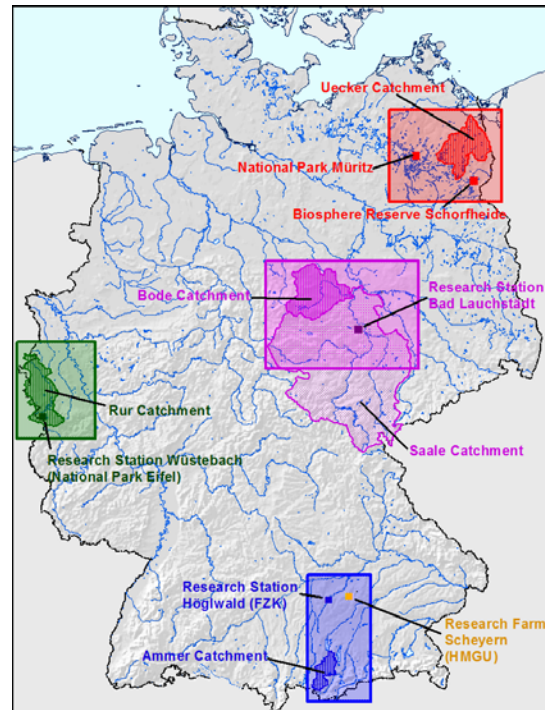 Uecker Catchment
National Park Müritz
Biosphere Reserve Schorfheide
Bode Catchment
Research Station
Bad Lauchstädt
Rur Catchment
Research Station Wüstebach
(National Park Eifel)
Saale Catchment
Research Station
Höglwald (FZK)
Research Farm
Scheyern
(HMGU)
Ammer Catchment